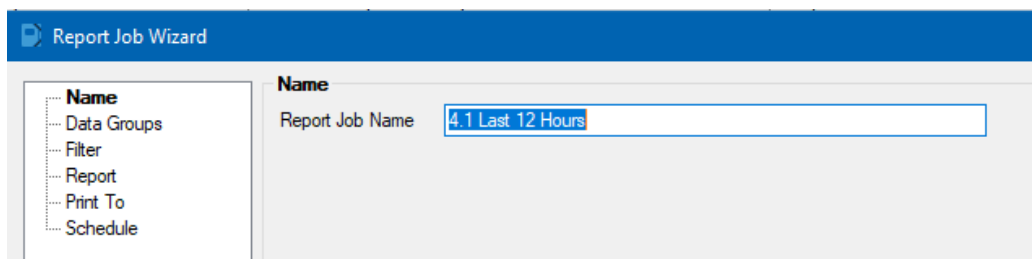 Report Job Wizard
Name
Data Groups
Filter
Report
Print To
Schedule
Name
Report Job Name 4.1 Last 12 Hours